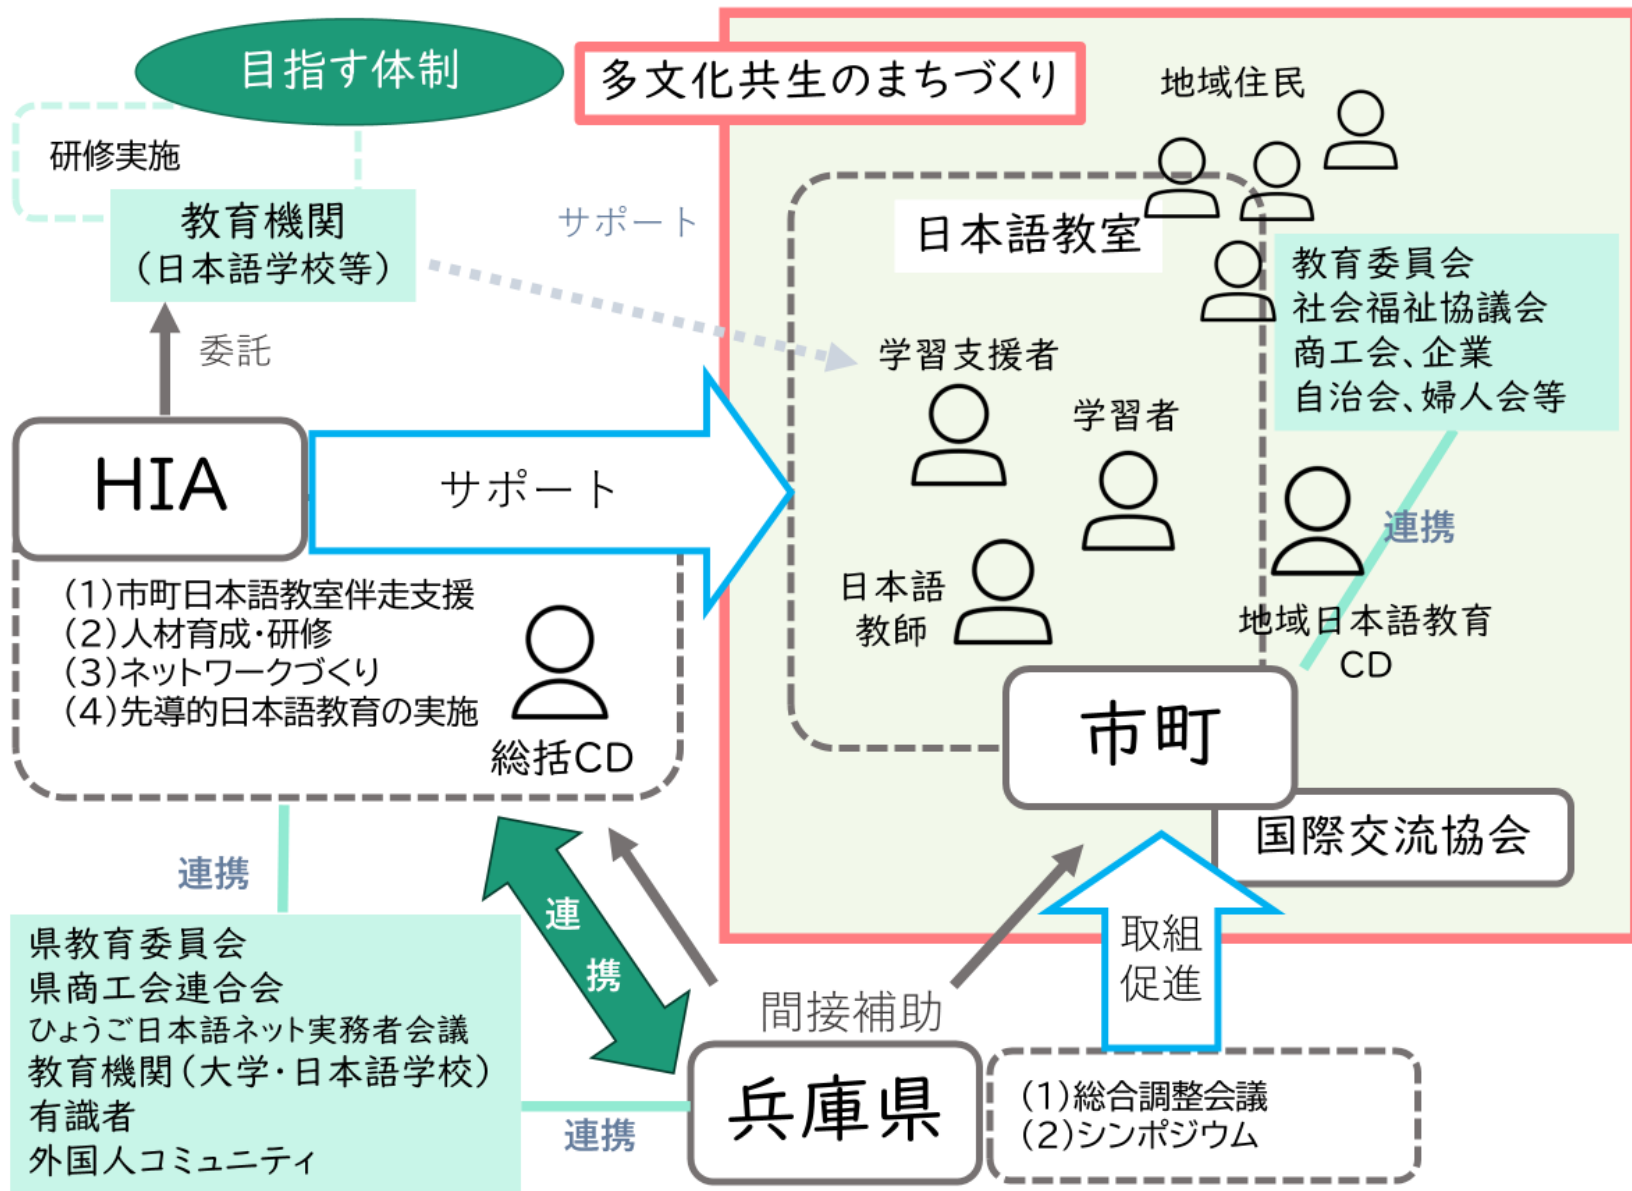 目指す体制
多文化共生のまちづくり
地域住民
研修実施
教育機関
(日本語学校等)
サポート
日本語教室
教育委員会
社会福祉協議会
商工会、企業
自治会、婦人会等
委託
学習支援者
学習者
HIA
サポート
連携
日本語
教師
地域日本語教育
CD
(1)市町日本語教室伴走支援
(2)人材育成・研修
(3)ネットワークづくり
(4)先導的日本語教育の実施
総括CD
市町
国際交流協会
連携
連
携
取組
促進
県教育委員会
県商工会連合会
ひょうご日本語ネット実務者会議
教育機関(大学・日本語学校)
有識者
外国人コミュニティ
間接補助
連携
兵庫県
(1)総合調整会議
(2)シンポジウム